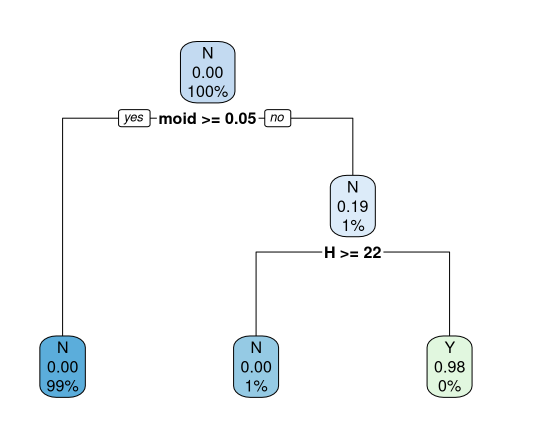 N
0.00
100%
yes moid >= 0.05 no
N
0.19
1%
H >= 22
N
0.00
99%
N
0.00
1%
Y
0.98
0%